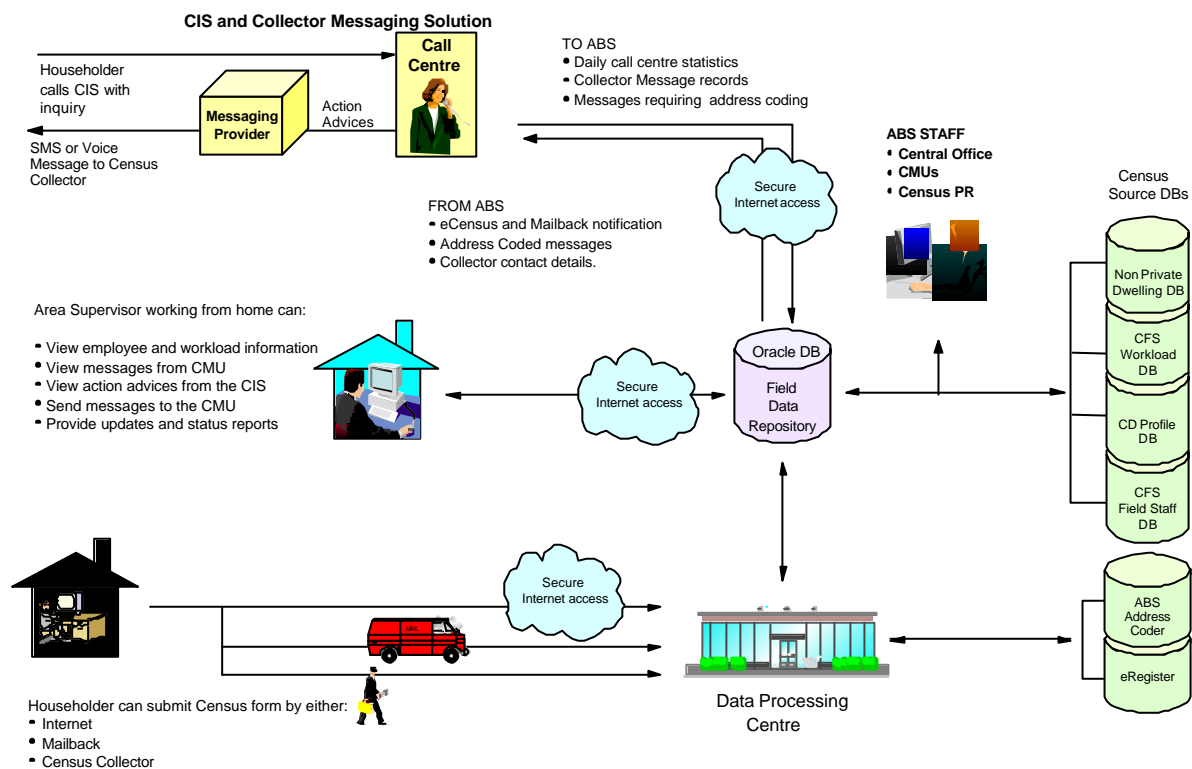 CIS and Collector Messaging Solution
Call
Centre
Householder
calls CIS with
inquiry
Messaging
Provider
Action
Advices
SMS or Voice
Message to Census
Collector
TO ABS
• Daily call centre statistics
• Collector Message records
• Messages requiring address coding
Secure
Internet access
FROM ABS
• eCensus and Mailback notification
• Address Coded messages
• Collector contact details.
ABS STAFF
• Central Office
• CMUs
• Census PR
Census
Source DBs
Non Private
Dwelling DB
CFS
Workload
DB
CD Profile
DB
CFS
Field Staff
DB
Area Supervisor working from home can:
• View employee and workload information
• View messages from CMU
• View action advices from the CIS
• Send messages to the CMU
• Provide updates and status reports
Secure
Internet access
Oracle DB
Field
Data
Repository
Secure
Internet access
MAIL
Householder can submit Census form by either:
• Internet
• Mailback
• Census Collector
Data Processing
Centre
ABS
Address
Coder
eRegister